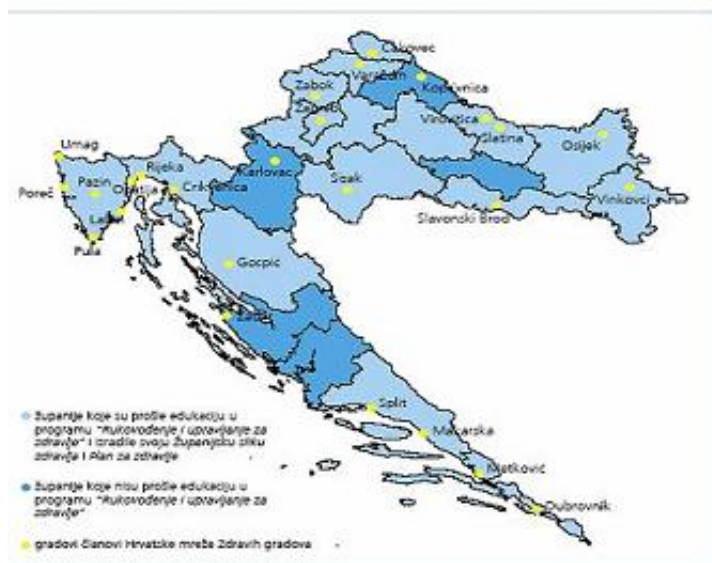 Čakovec
Varaždin
Koprivnica
Zabok
Zagreb
Virovitica
Slatina
Osijek
Umag
Rijeka
Karlovac
Sisak
Poreč
Pazin
Opatija
Crikvenica
Vinkovci
Labin
Slavonski Brod
Pula
Gospić
Zadar
Split
Makarska
Metković
Dubrovnik
županije koje su prošle edukaciju u
programu "Rukovođenje i upravljanje za
zdravlje" i izradile svoju županijsku sliku
zdravlja i Plan za zdravlje
županije koje nisu prošle edukaciju u
programu "Rukovođenje i upravljanje za
zdravlje"
gradovi članovi Hrvatske mreže Zdravih gradova